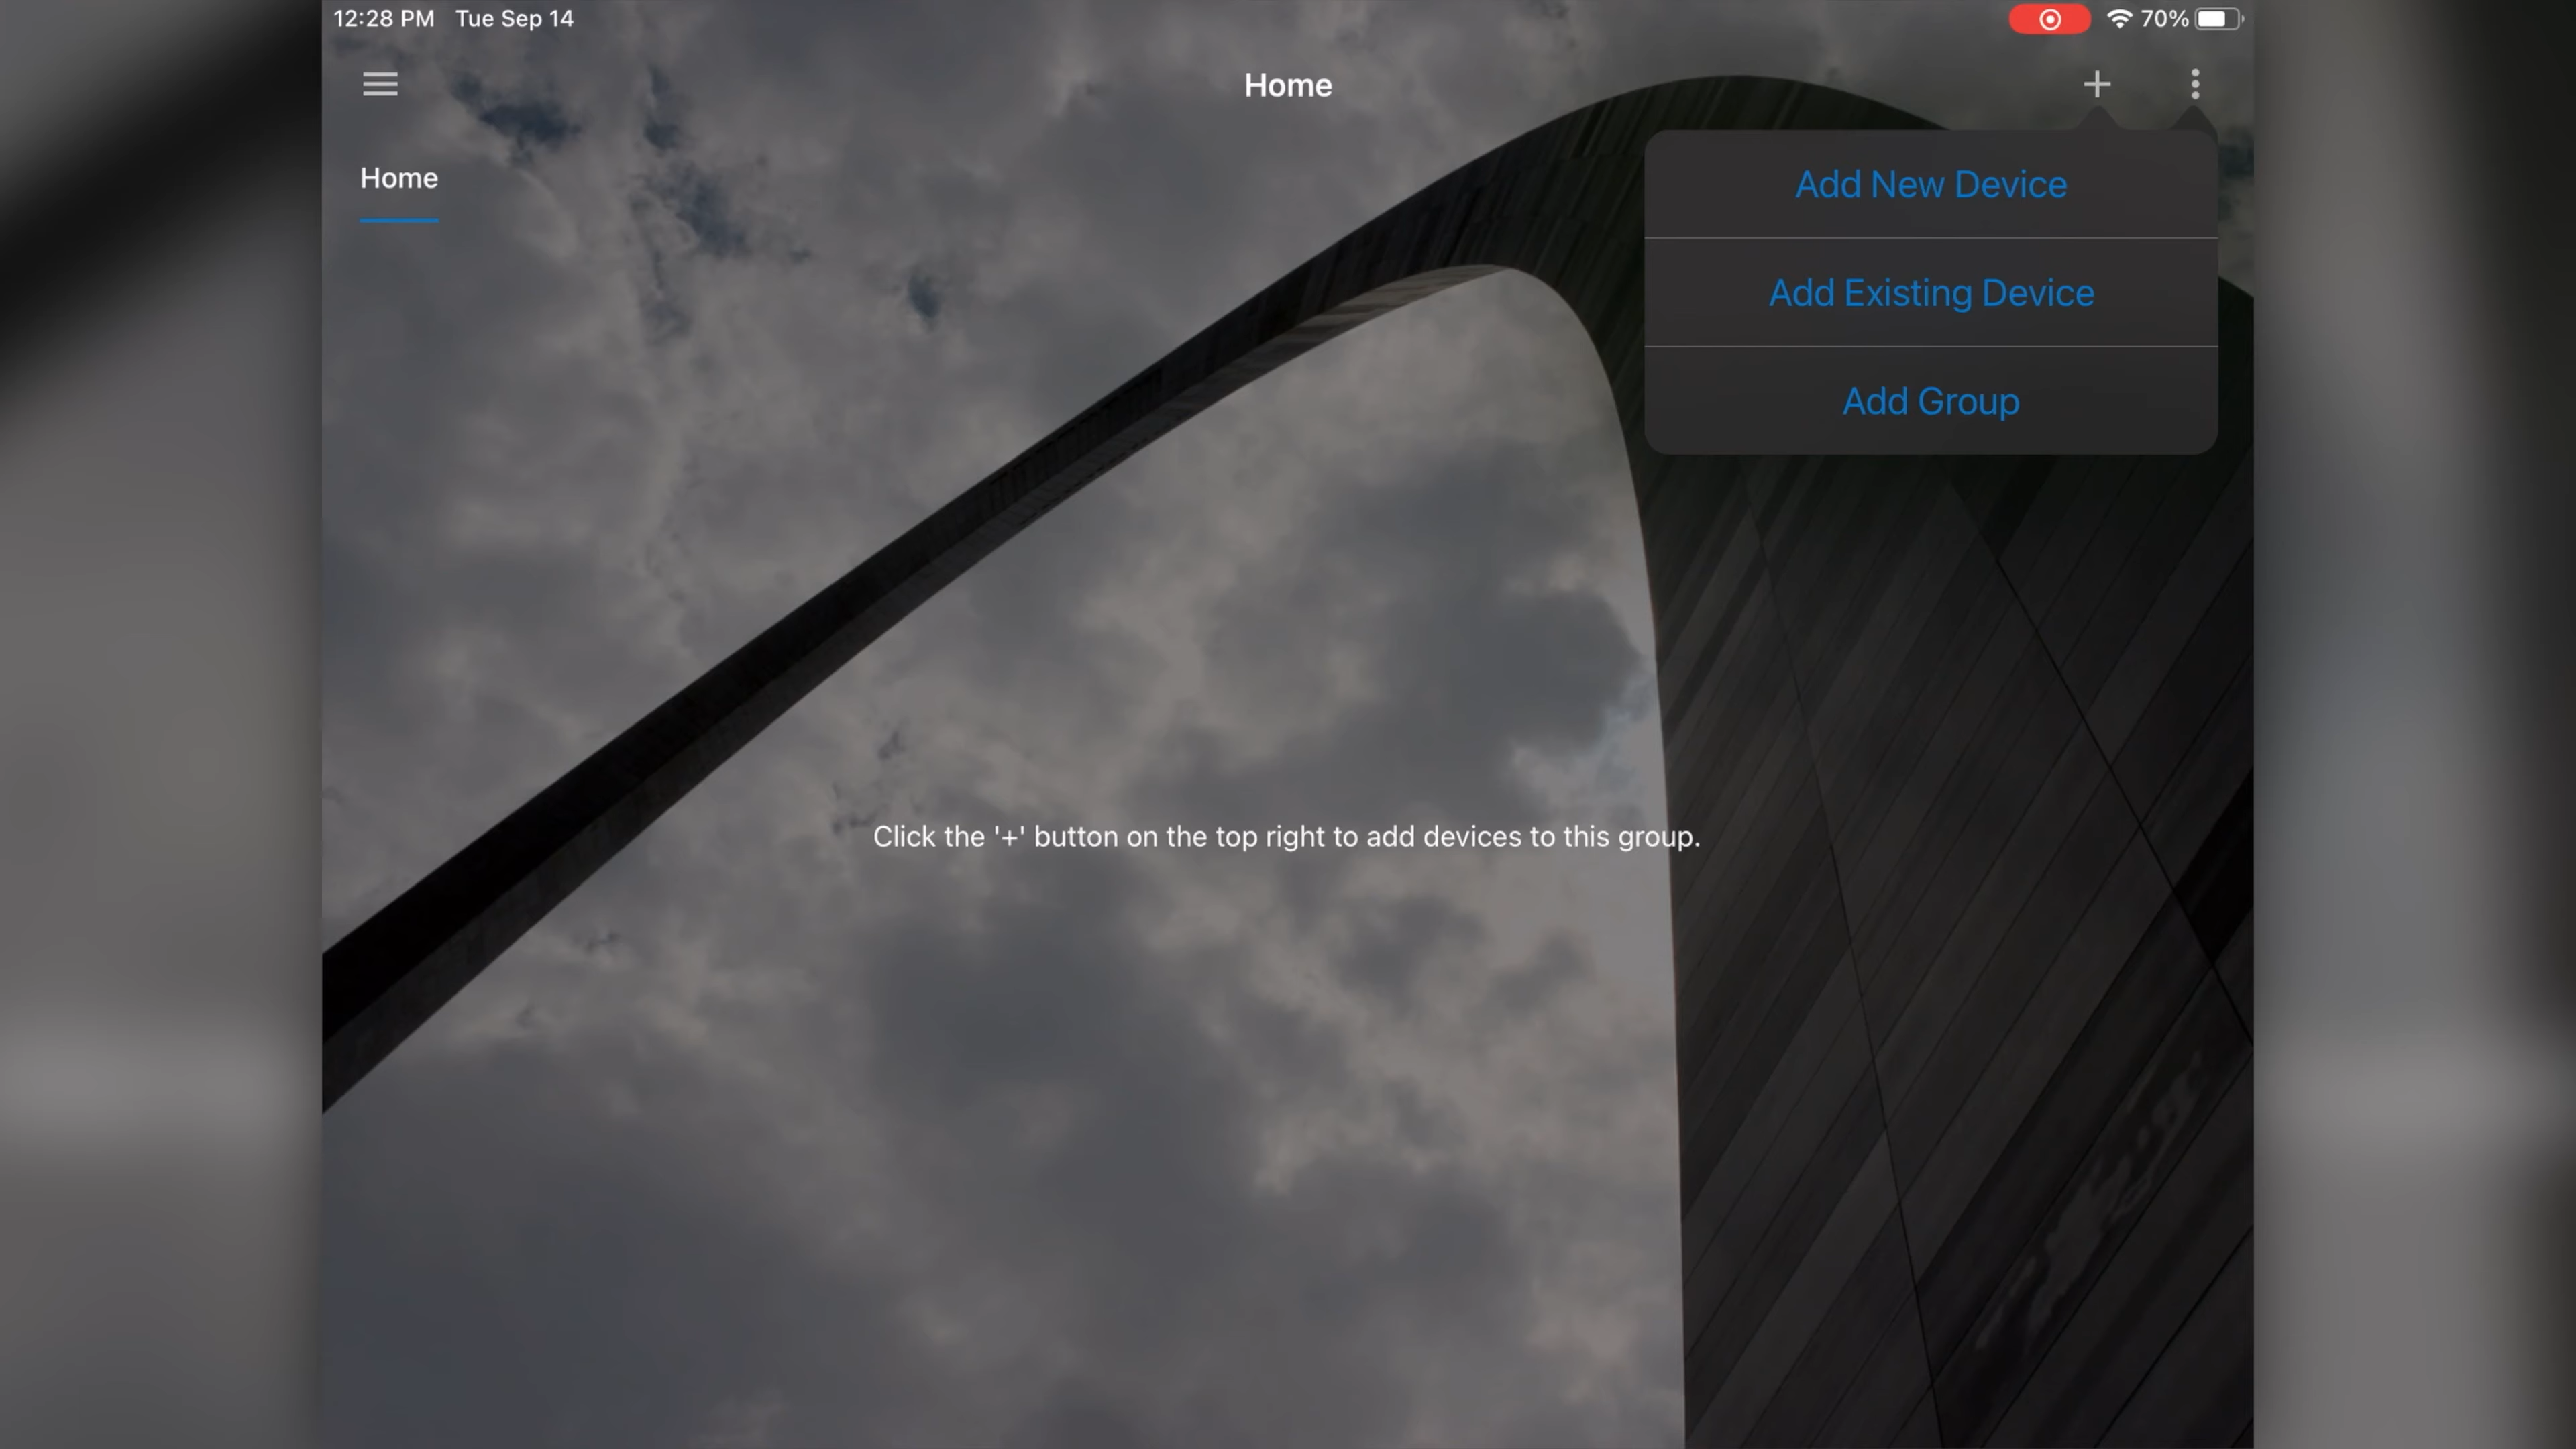 12:28 PM Tue Sep 14
70%
Home
Home
Add New Device
Add Existing Device
Add Group
Click the '+' button on the top right to add devices to this group.